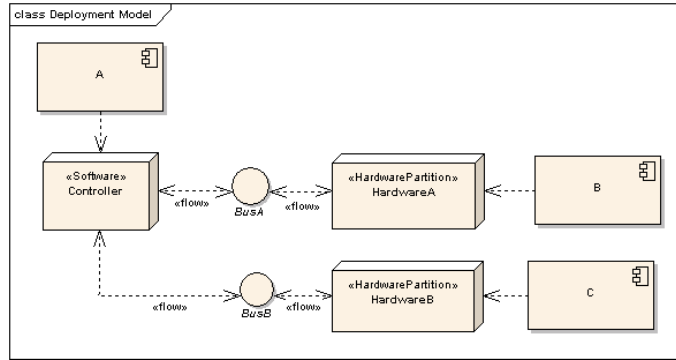 class Deployment Model
A
«Software»
Controller
«flow»
BusA
«flow»
«HardwarePartition»
HardwareA
B
«flow»
BusB
«flow»
«HardwarePartition»
HardwareB
C